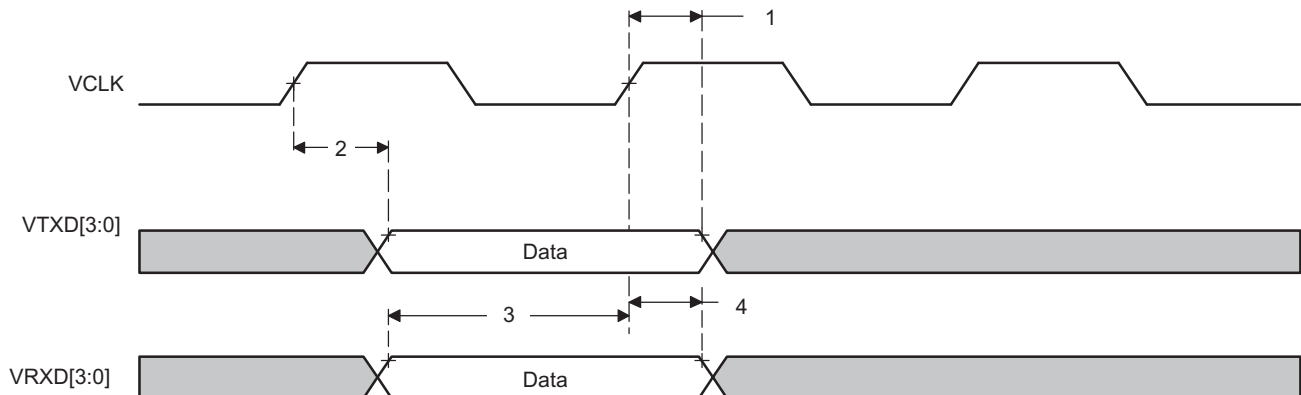 1
VCLK
2
VTXD[3:0]
Data
3
4
VRXD[3:0]
Data